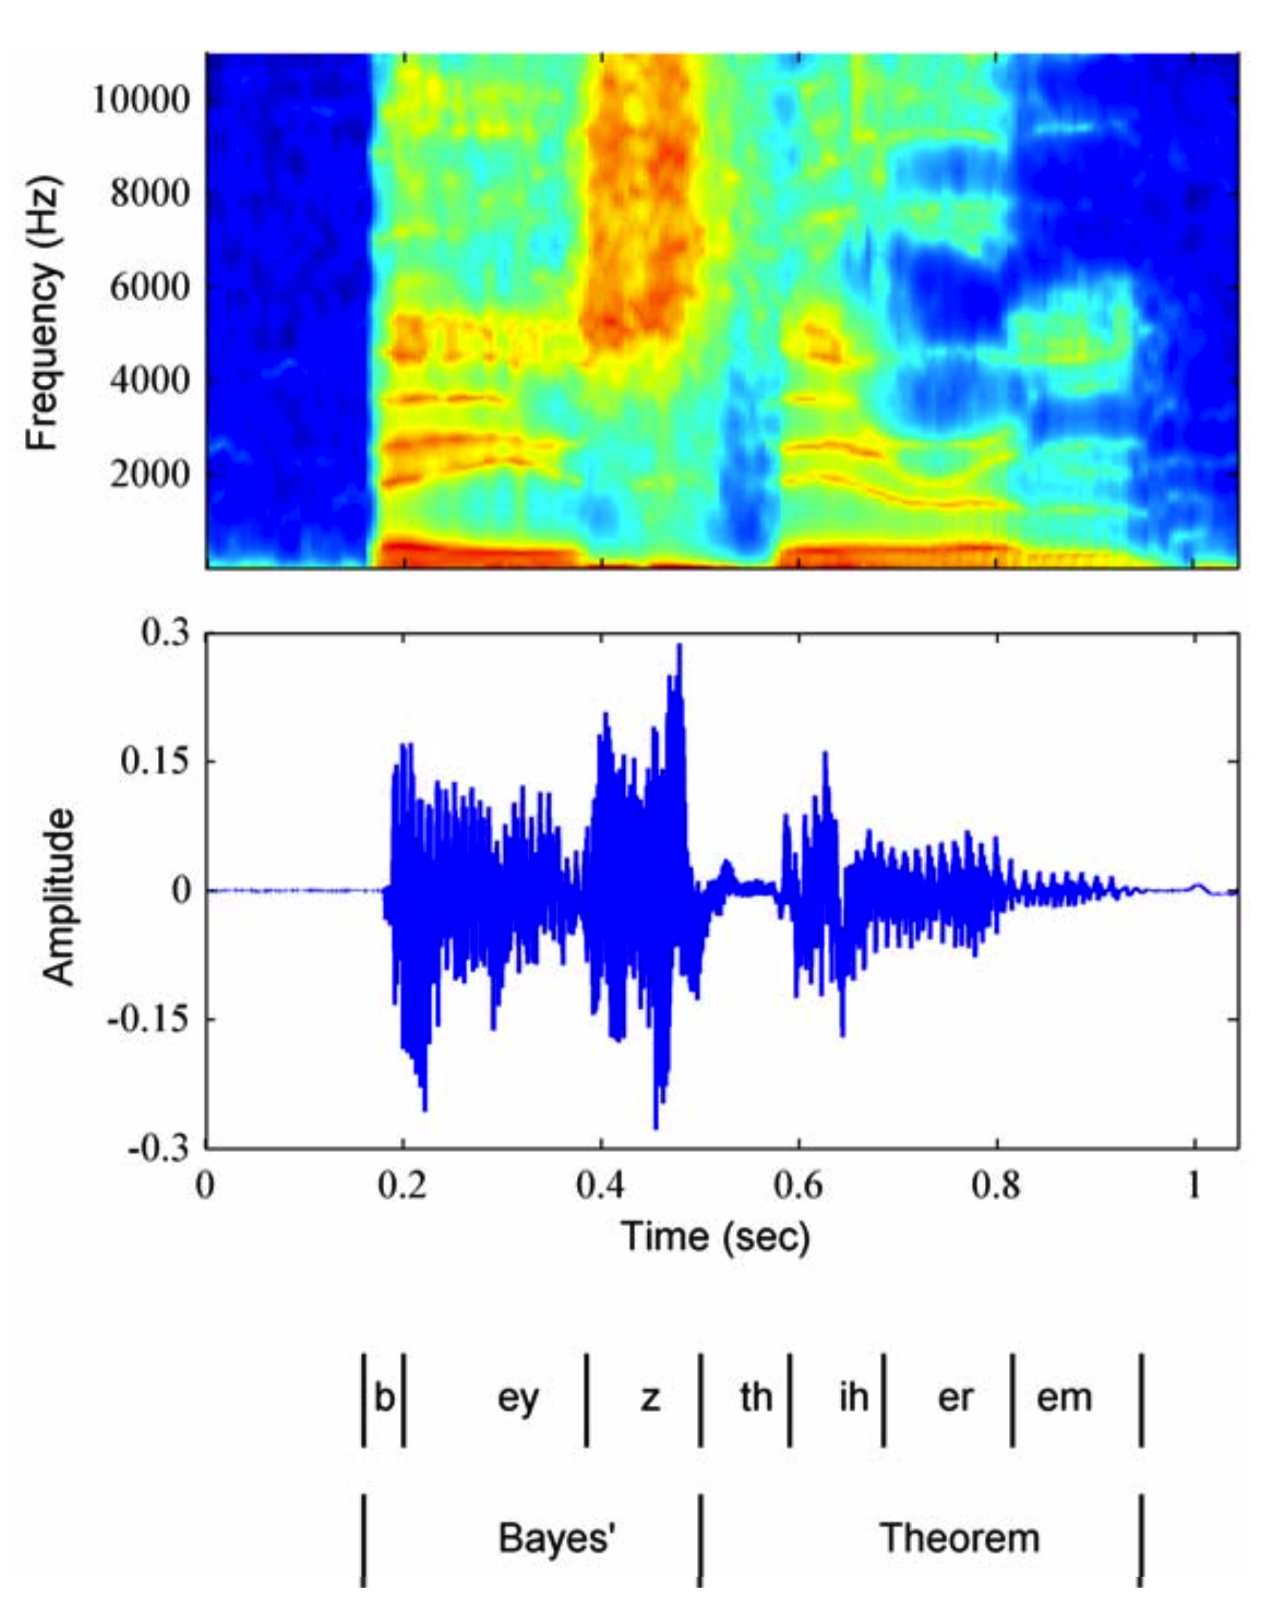 Frequency (Hz)
10000
8000
6000
4000
2000
Amplitude
0.3
0.15
0
-0.15
-0.3
0 0.2 0.4 0.6 0.8 1
Time (sec)
b ey z th ih er em
Bayes' Theorem